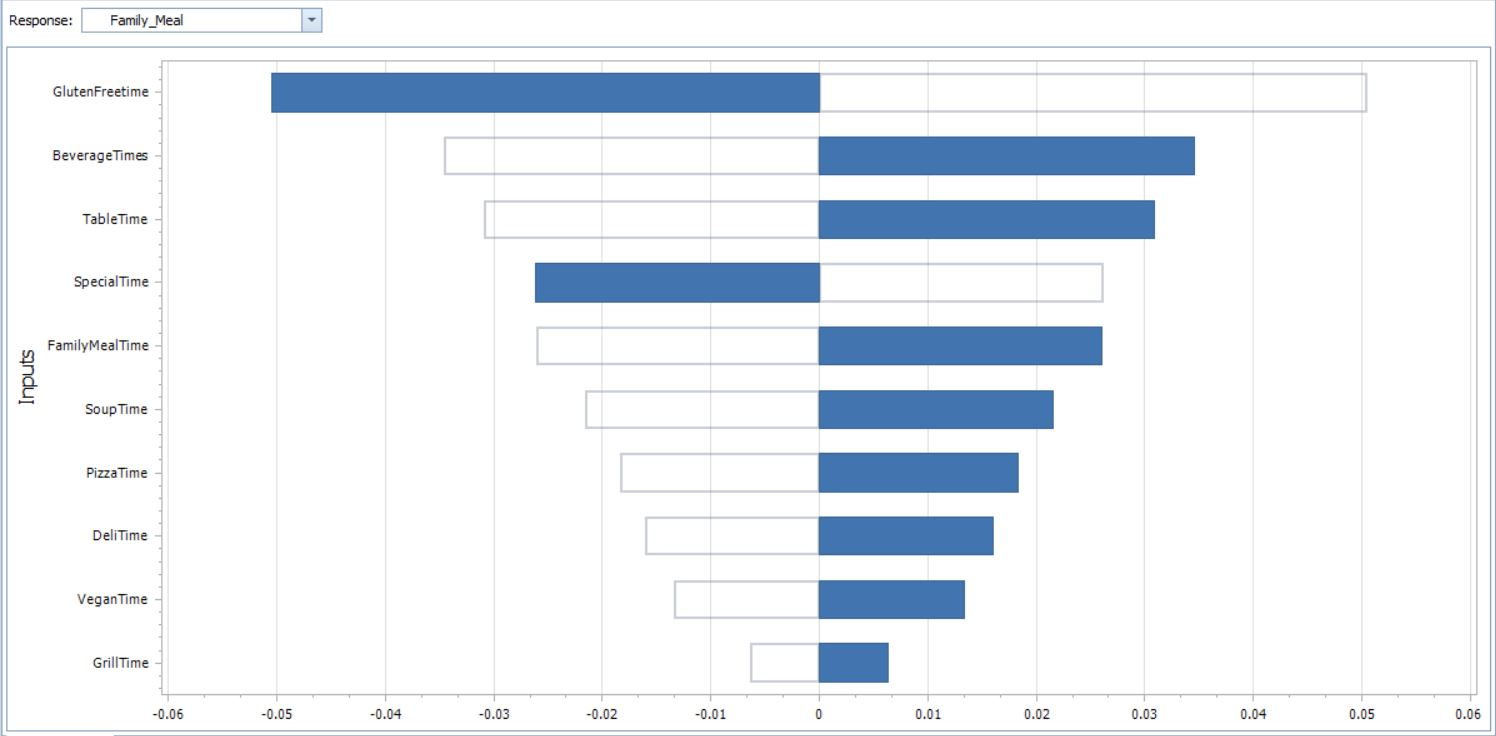 Response: Family_Meal
GlutenFreetime
BeverageTimes
TableTime
SpecialTime
FamilyMealTime
SoupTime
PizzaTime
DeliTime
VeganTime
GrillTime
Inputs
-0.06 -0.05 -0.04 -0.03 -0.02 -0.01 0 0.01 0.02 0.03 0.04 0.05 0.06